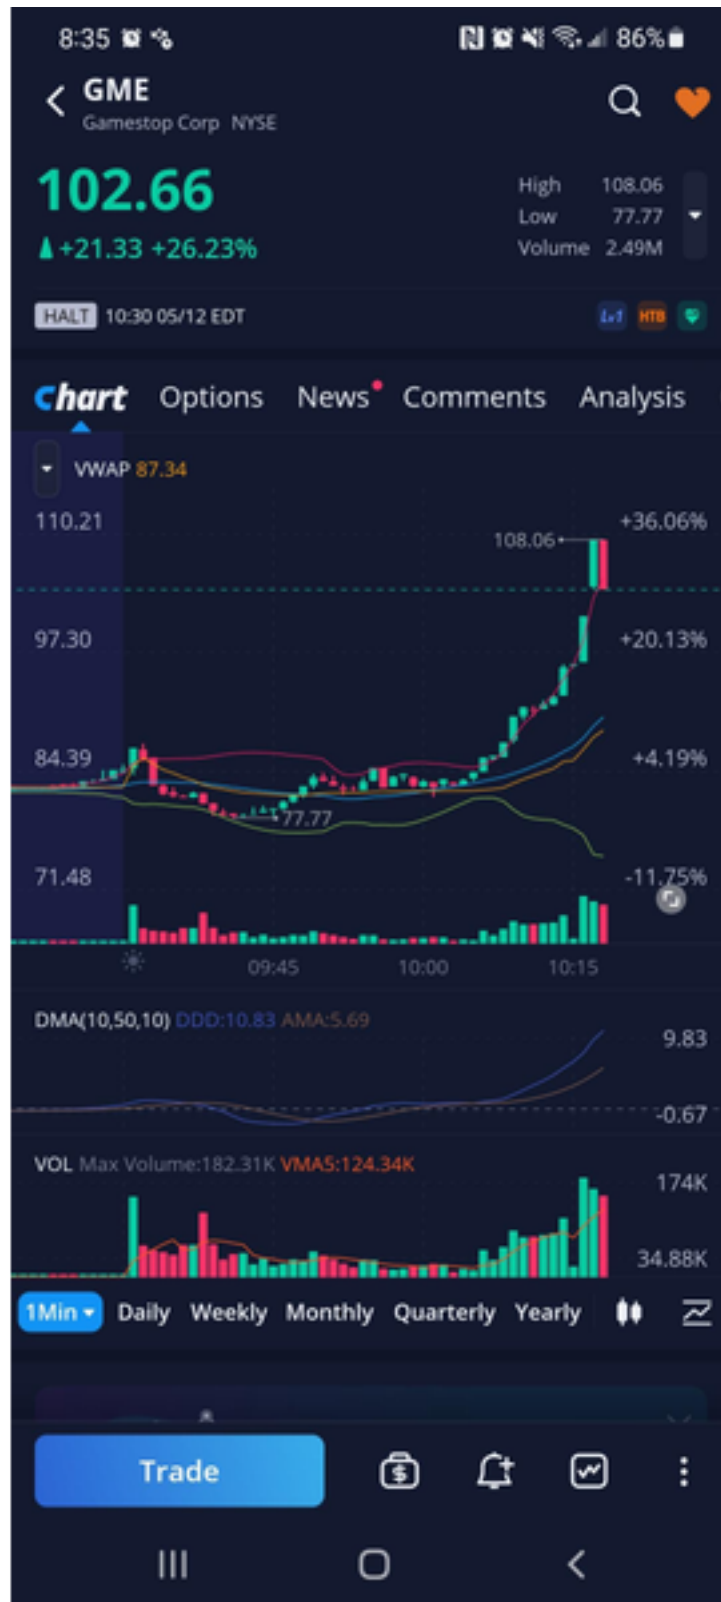 8:35 86%
GME
Gamestop Corp NYSE
102.66
+21.33 +26.23%
High 108.06
Low 77.77
Volume 2.49M
HALT 10:30 05/12 EDT Lv1 HTB
Chart Options News Comments Analysis
VWAP 87.34
110.21 +36.06%
108.06
97.30 +20.13%
84.39 +4.19%
77.77
71.48 -11.75%
09:45 10:00 10:15
DMA(10,50,10) DDD:10.83 AMA:5.69
9.83
-0.67
VOL Max Volume:182.31K VMA5:124.34K
174K
34.88K
1Min Daily Weekly Monthly Quarterly Yearly
Trade